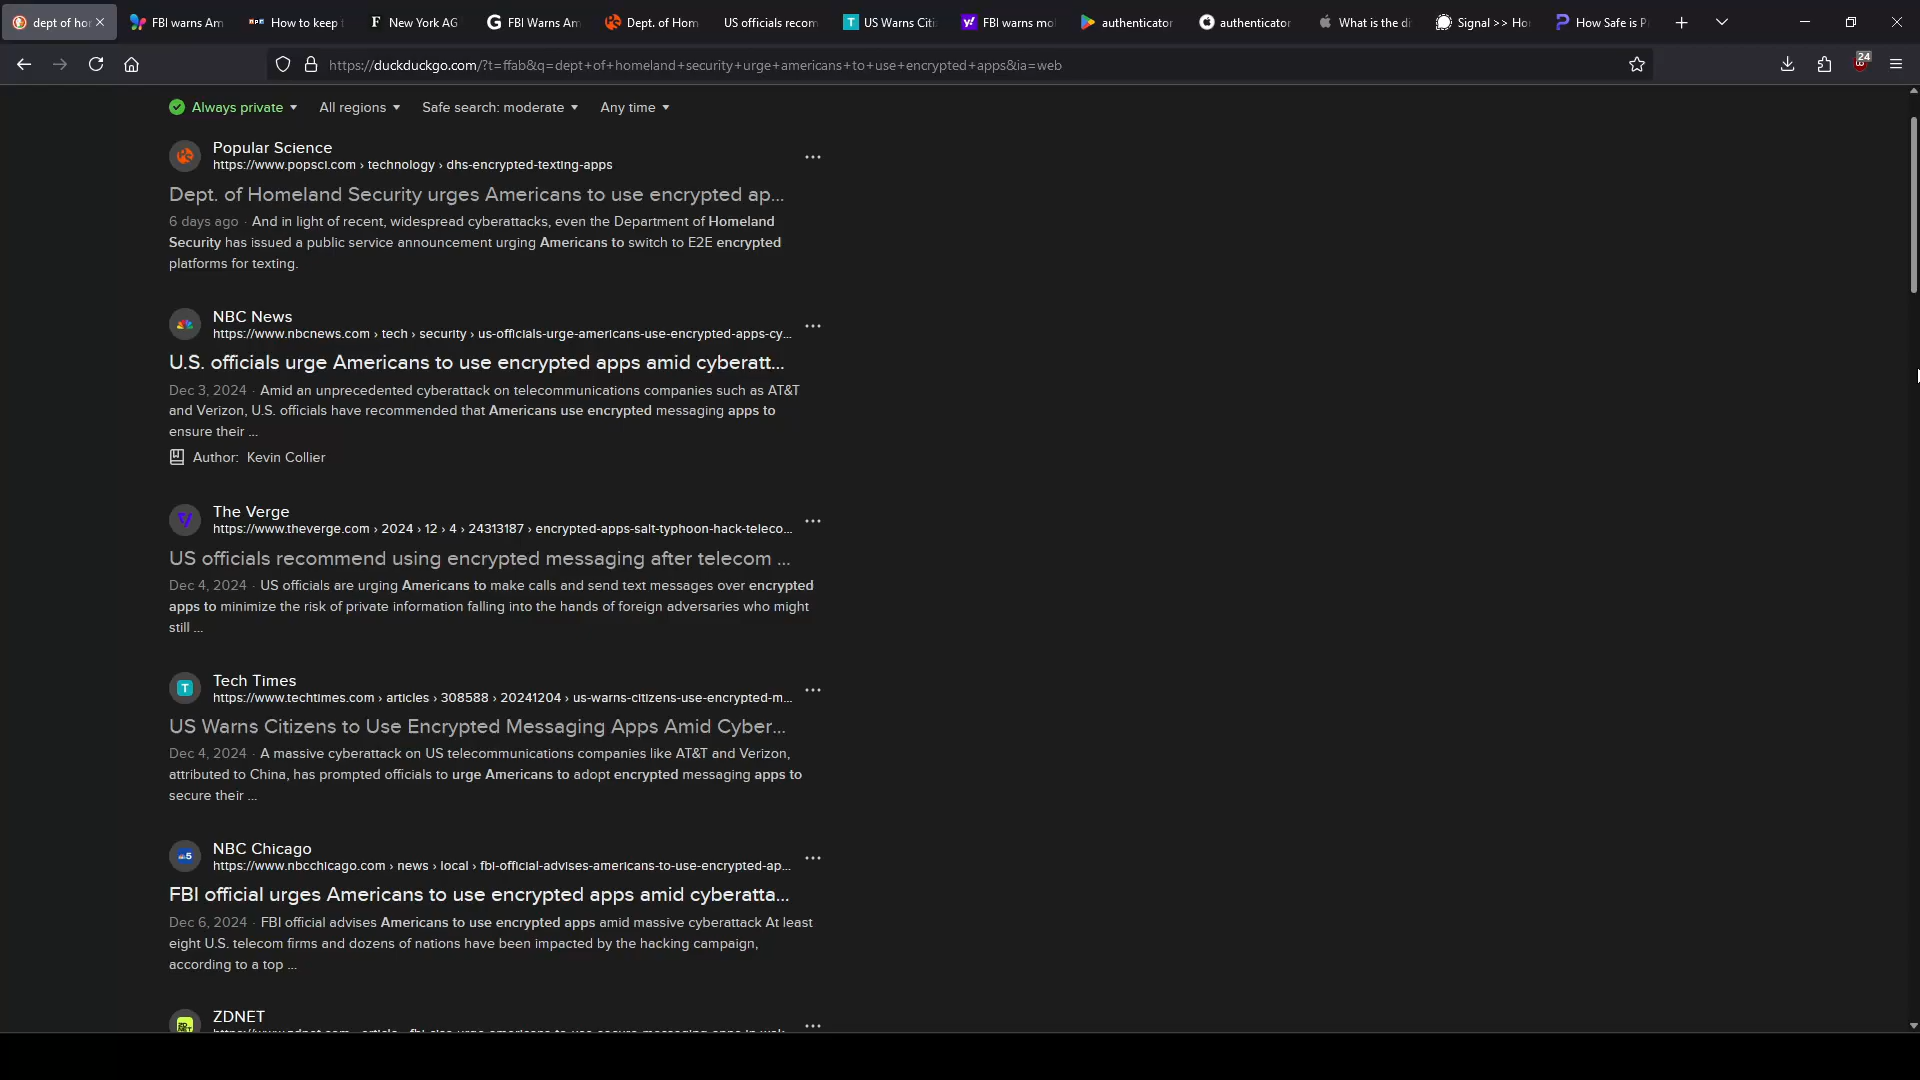 dept of ho
FBI warns Am
How to keep
New York AG
FBI Warns Am
Dept. of Hom
US officials recom
US Warns Citi
FBI warns mo
authenticator
authenticator
What is the di
Signal >> Ho
How Safe is P
https://duckduckgo.com/?t=ffab&q=dept+of+homeland+security+urge+americans+to+use+encrypted+apps&ia=web
24
Always private
All regions
Safe search: moderate
Any time
Popular Science
https://www.popsci.com › technology › dhs-encrypted-texting-apps
Dept. of Homeland Security urges Americans to use encrypted ap...
6 days ago · And in light of recent, widespread cyberattacks, even the Department of Homeland
Security has issued a public service announcement urging Americans to switch to E2E encrypted
platforms for texting.
NBC News
https://www.nbcnews.com › tech › security › us-officials-urge-americans-use-encrypted-apps-cy...
U.S. officials urge Americans to use encrypted apps amid cyberatt...
Dec 3, 2024 · Amid an unprecedented cyberattack on telecommunications companies such as AT&T
and Verizon, U.S. officials have recommended that Americans use encrypted messaging apps to
ensure their ...
Author: Kevin Collier
The Verge
https://www.theverge.com › 2024 › 12 › 4 › 24313187 › encrypted-apps-salt-typhoon-hack-teleco...
US officials recommend using encrypted messaging after telecom ...
Dec 4, 2024 · US officials are urging Americans to make calls and send text messages over encrypted
apps to minimize the risk of private information falling into the hands of foreign adversaries who might
still ...
Tech Times
https://www.techtimes.com › articles › 308588 › 20241204 › us-warns-citizens-use-encrypted-m...
US Warns Citizens to Use Encrypted Messaging Apps Amid Cyber...
Dec 4, 2024 · A massive cyberattack on US telecommunications companies like AT&T and Verizon,
attributed to China, has prompted officials to urge Americans to adopt encrypted messaging apps to
secure their ...
NBC Chicago
https://www.nbcchicago.com › news › local › fbi-official-advises-americans-to-use-encrypted-ap...
FBI official urges Americans to use encrypted apps amid cyberatta...
Dec 6, 2024 · FBI official advises Americans to use encrypted apps amid massive cyberattack At least
eight U.S. telecom firms and dozens of nations have been impacted by the hacking campaign,
according to a top ...
ZDNET